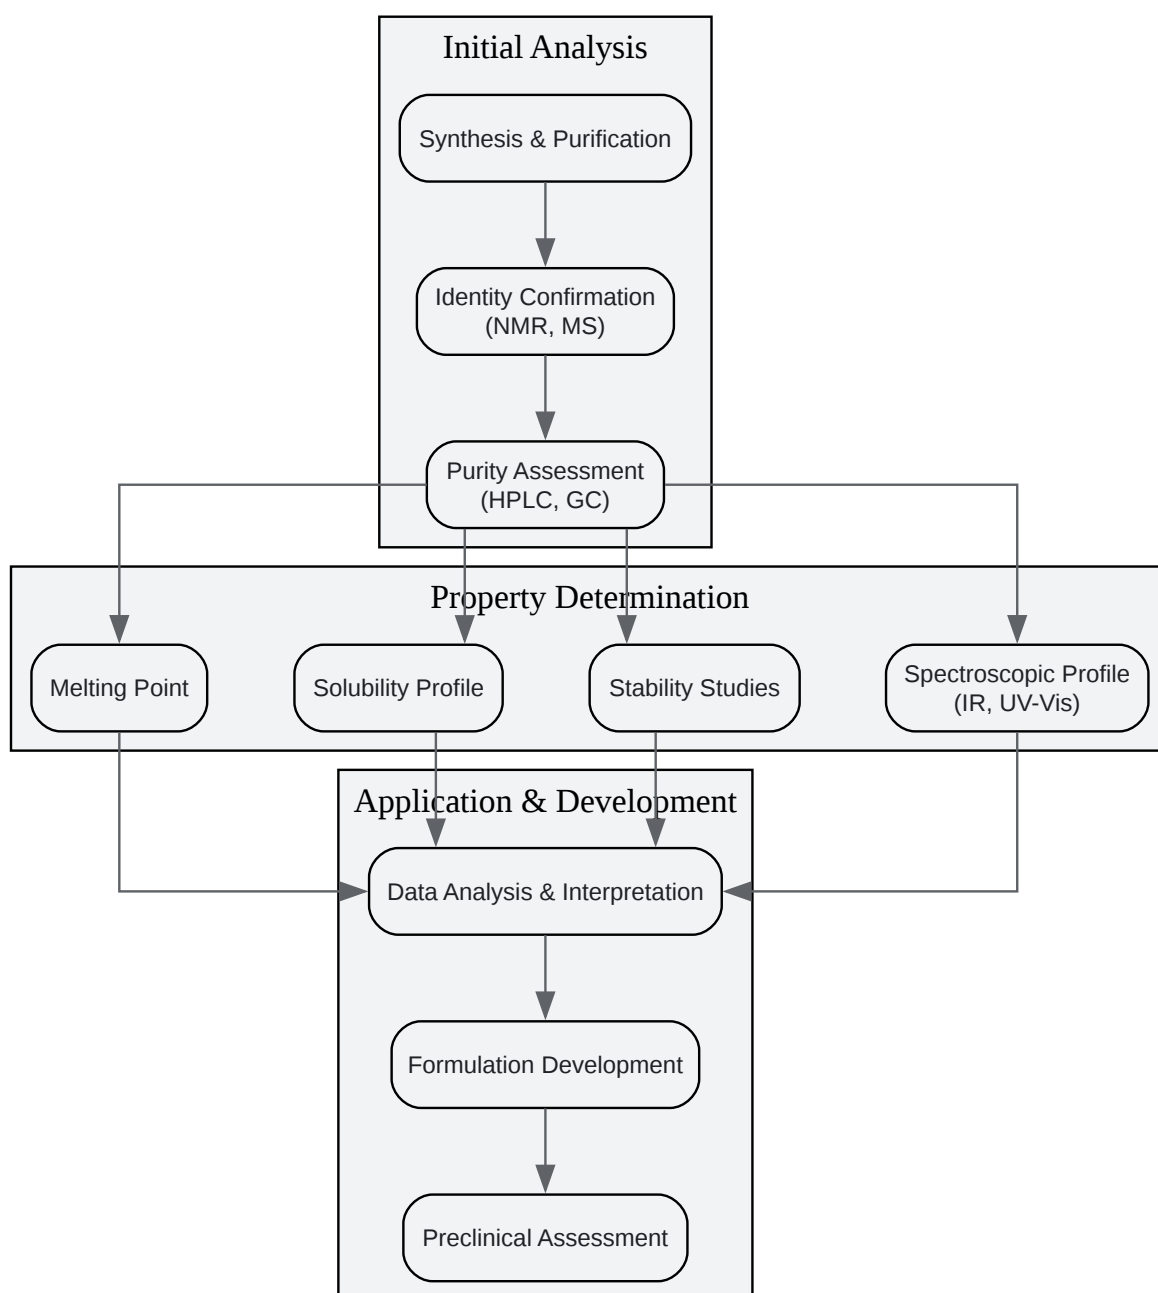 Initial Analysis
Synthesis & Purification
Identity Confirmation
(NMR, MS)
Purity Assessment
(HPLC, GC)
Property Determination
Melting Point
Solubility Profile
Stability Studies
Spectroscopic Profile
(IR, UV-Vis)
Application & Development
Data Analysis & Interpretation
Formulation Development
Preclinical Assessment